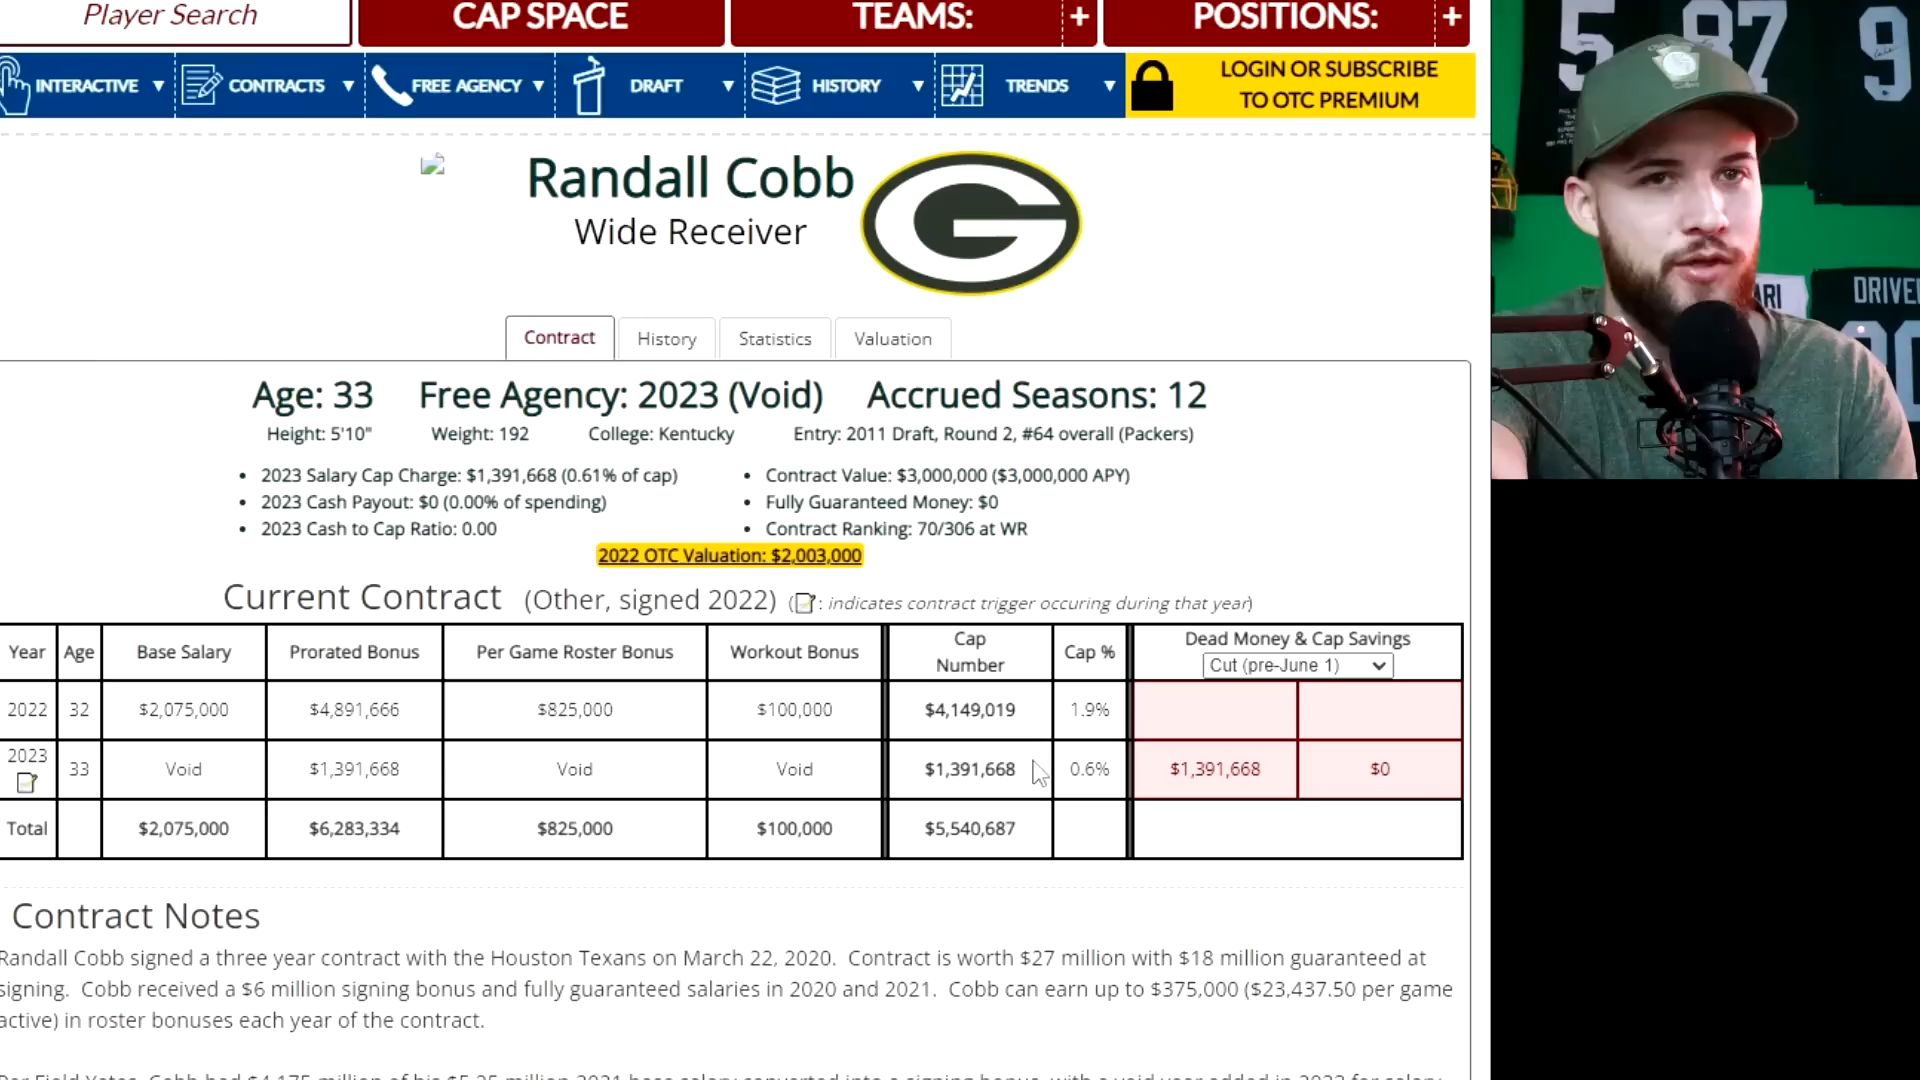 Player Search
CAP SPACE
TEAMS:
+
POSITIONS:
+
INTERACTIVE ▼
CONTRACTS ▼
FREE AGENCY ▼
DRAFT ▼
HISTORY ▼
TRENDS ▼
LOGIN OR SUBSCRIBE
TO OTC PREMIUM
5
87
9
DRIVE
Randall Cobb
Wide Receiver
G
Contract History Statistics Valuation
Age: 33 Free Agency: 2023 (Void) Accrued Seasons: 12
Height: 5'10" Weight: 192 College: Kentucky Entry: 2011 Draft, Round 2, #64 overall (Packers)
• 2023 Salary Cap Charge: $1,391,668 (0.61% of cap)
• 2023 Cash Payout: $0 (0.00% of spending)
• 2023 Cash to Cap Ratio: 0.00
• Contract Value: $3,000,000 ($3,000,000 APY)
• Fully Guaranteed Money: $0
• Contract Ranking: 70/306 at WR
2022 OTC Valuation: $2,003,000
Current Contract (Other, signed 2022) ( : indicates contract trigger occuring during that year)
Year Age Base Salary Prorated Bonus Per Game Roster Bonus Workout Bonus Cap Number Cap % Dead Money & Cap Savings
Cut (pre-June 1)
2022 32 $2,075,000 $4,891,666 $825,000 $100,000 $4,149,019 1.9%
2023 33 Void $1,391,668 Void Void $1,391,668 0.6% $1,391,668 $0
Total $2,075,000 $6,283,334 $825,000 $100,000 $5,540,687
Contract Notes
Randall Cobb signed a three year contract with the Houston Texans on March 22, 2020. Contract is worth $27 million with $18 million guaranteed at
signing. Cobb received a $6 million signing bonus and fully guaranteed salaries in 2020 and 2021. Cobb can earn up to $375,000 ($23,437.50 per game
active) in roster bonuses each year of the contract.